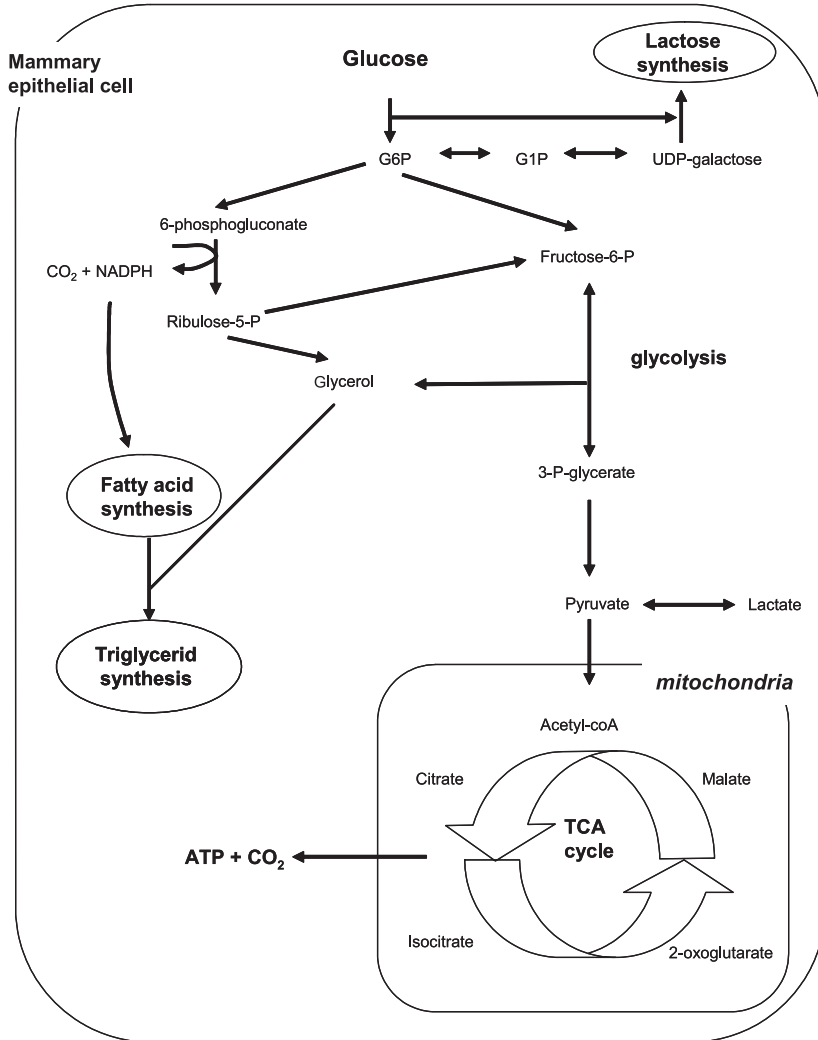 Mammary
epithelial cell
Glucose
Lactose
synthesis
G6P
G1P
UDP-galactose
6-phosphogluconate
CO₂ + NADPH
Fructose-6-P
Ribulose-5-P
Glycerol
glycolysis
3-P-glycerate
Fatty acid
synthesis
Pyruvate
Lactate
Triglycerid
synthesis
mitochondria
Acetyl-coA
Citrate
Malate
TCA
cycle
ATP + CO₂
Isocitrate
2-oxoglutarate